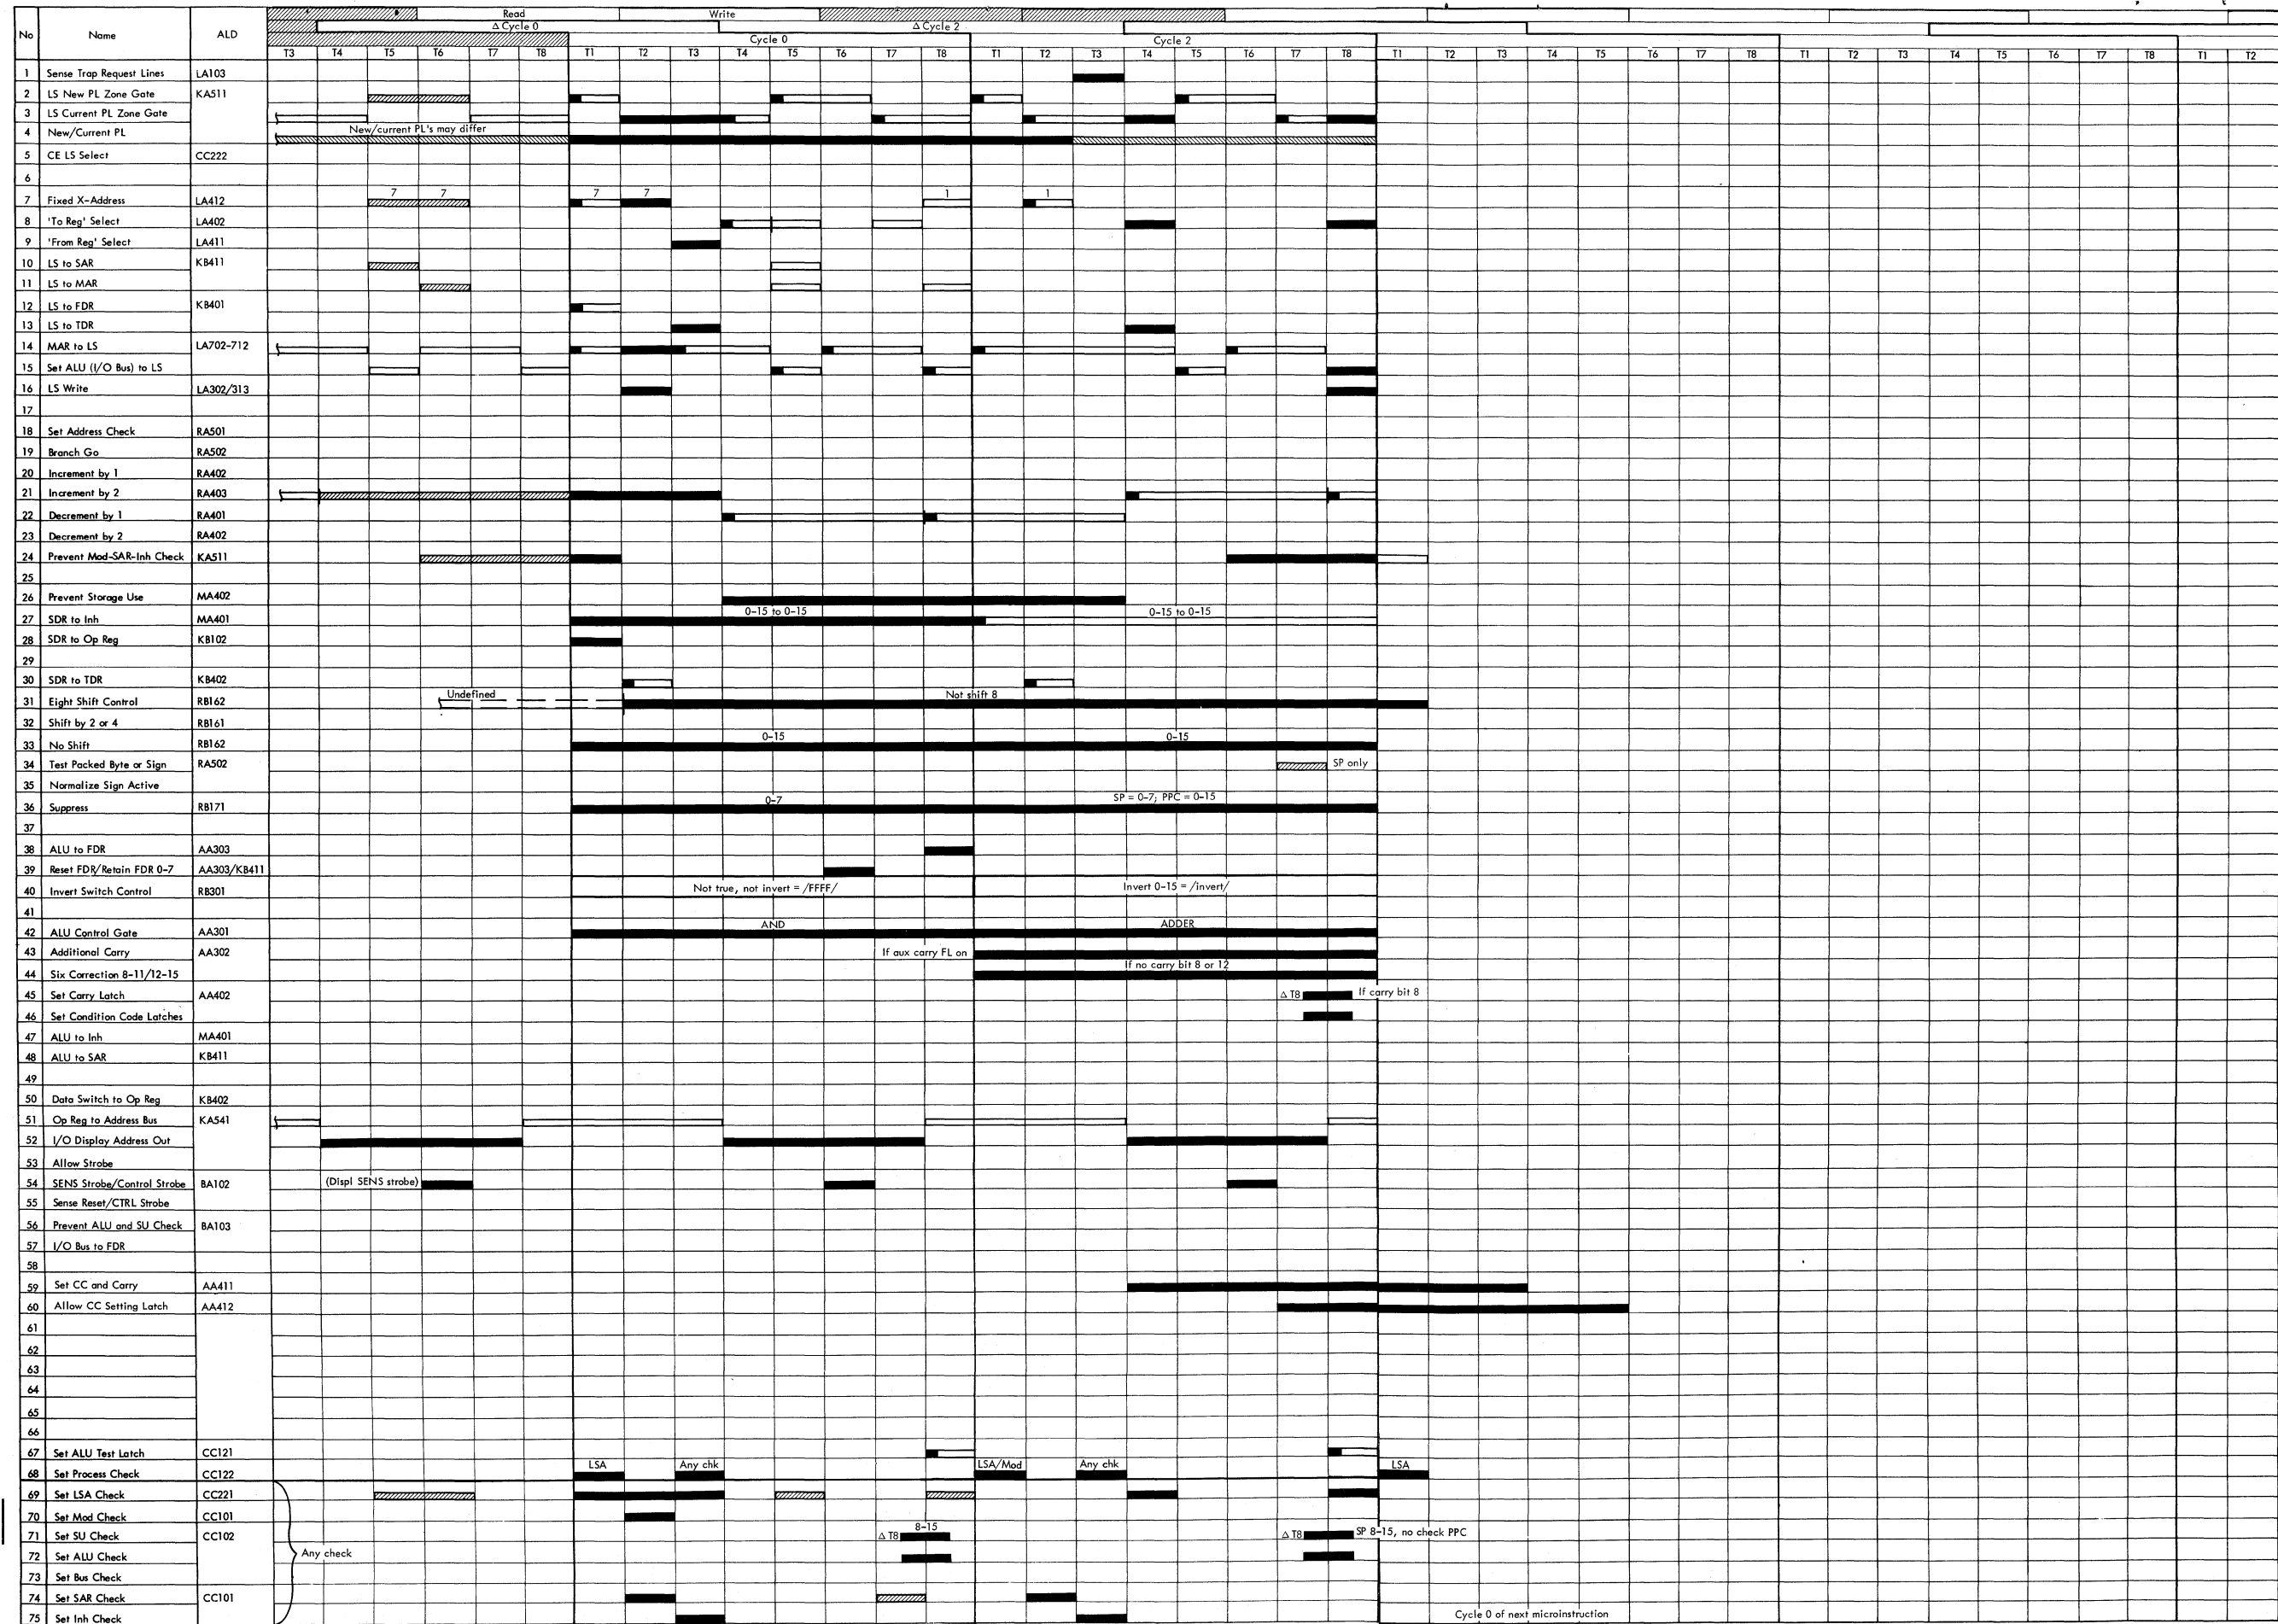 Read Write
Δ Cycle 0 Δ Cycle 2
No Name ALD Cycle 0 Cycle 2
T3 T4 T5 T6 T7 T8 T1 T2 T3 T4 T5 T6 T7 T8 T1 T2 T3 T4 T5 T6 T7 T8 T1 T2 T3 T4 T5 T6 T7 T8 T1 T2 T3 T4 T5 T6 T7 T8 T1 T2
1 Sense Trap Request Lines LA103
2 LS New PL Zone Gate KA511
3 LS Current PL Zone Gate
4 New/Current PL New/current PL's may differ
5 CE LS Select CC222
6
7 Fixed X-Address LA412 7 7 7 7 1 1
8 'To Reg' Select LA402
9 'From Reg' Select LA411
10 LS to SAR KB411
11 LS to MAR
12 LS to FDR KB401
13 LS to TDR
14 MAR to LS LA702-712
15 Set ALU (I/O Bus) to LS
16 LS Write LA302/313
17
18 Set Address Check RA501
19 Branch Go RA502
20 Increment by 1 RA402
21 Increment by 2 RA403
22 Decrement by 1 RA401
23 Decrement by 2 RA402
24 Prevent Mod-SAR-Inh Check KA511
25
26 Prevent Storage Use MA402
27 SDR to Inh MA401 0-15 to 0-15 0-15 to 0-15
28 SDR to Op Reg KB102
29
30 SDR to TDR KB402
31 Eight Shift Control RB162 Undefined Not shift 8
32 Shift by 2 or 4 RB161
33 No Shift RB162 0-15 0-15
34 Test Packed Byte or Sign RA502 SP only
35 Normalize Sign Active
36 Suppress RB171 0-7 SP = 0-7; PPC = 0-15
37
38 ALU to FDR AA303
39 Reset FDR/Retain FDR 0-7 AA303/KB411
40 Invert Switch Control RB301 Not true, not invert = /FFFF/ Invert 0-15 = /invert/
41
42 ALU Control Gate AA301 AND ADDER
43 Additional Carry AA302 If aux carry FL on
44 Six Correction 8-11/12-15 If no carry bit 8 or 12
45 Set Carry Latch AA402 Δ T8 If carry bit 8
46 Set Condition Code Latches
47 ALU to Inh MA401
48 ALU to SAR KB411
49
50 Data Switch to Op Reg KB402
51 Op Reg to Address Bus KA541
52 I/O Display Address Out
53 Allow Strobe
54 SENS Strobe/Control Strobe BA102 (Displ SENS strobe)
55 Sense Reset/CTRL Strobe
56 Prevent ALU and SU Check BA103
57 I/O Bus to FDR
58
59 Set CC and Carry AA411
60 Allow CC Setting Latch AA412
61
62
63
64
65
66
67 Set ALU Test Latch CC121
68 Set Process Check CC122 LSA Any chk LSA/Mod Any chk LSA
69 Set LSA Check CC221
70 Set Mod Check CC101
71 Set SU Check CC102 Δ T8 8-15 Δ T8 SP 8-15, no check PPC
72 Set ALU Check Any check
73 Set Bus Check
74 Set SAR Check CC101
75 Set Inh Check Cycle 0 of next microinstruction